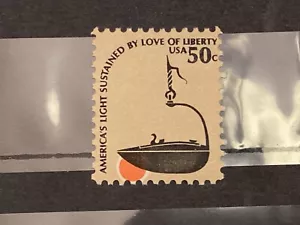 AMERICA'S LIGHT SUSTAINED BY LOVE OF LIBERTY
USA 50c